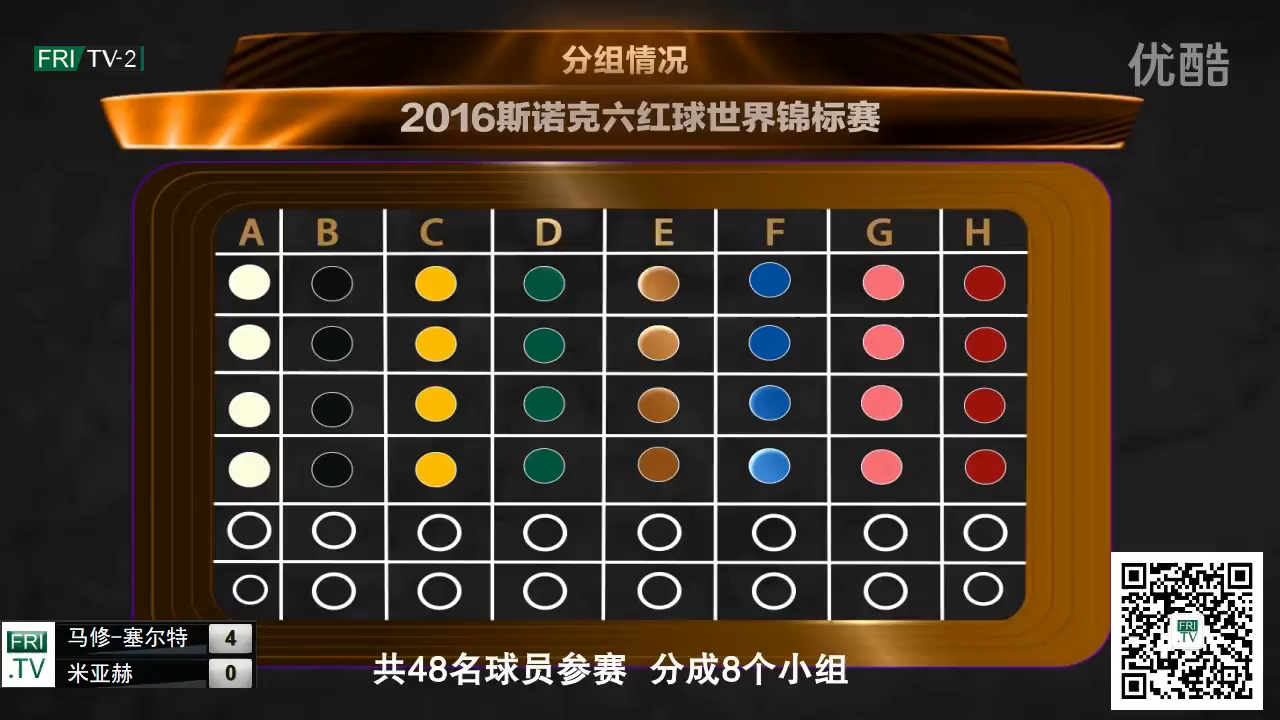 分组情况
FRI TV-2
优酷
2016斯诺克六红球世界锦标赛
A B C D E F G H
FRI
.TV
马修-塞尔特 4
米亚赫 0
共48名球员参赛 分成8个小组
FRI
.TV